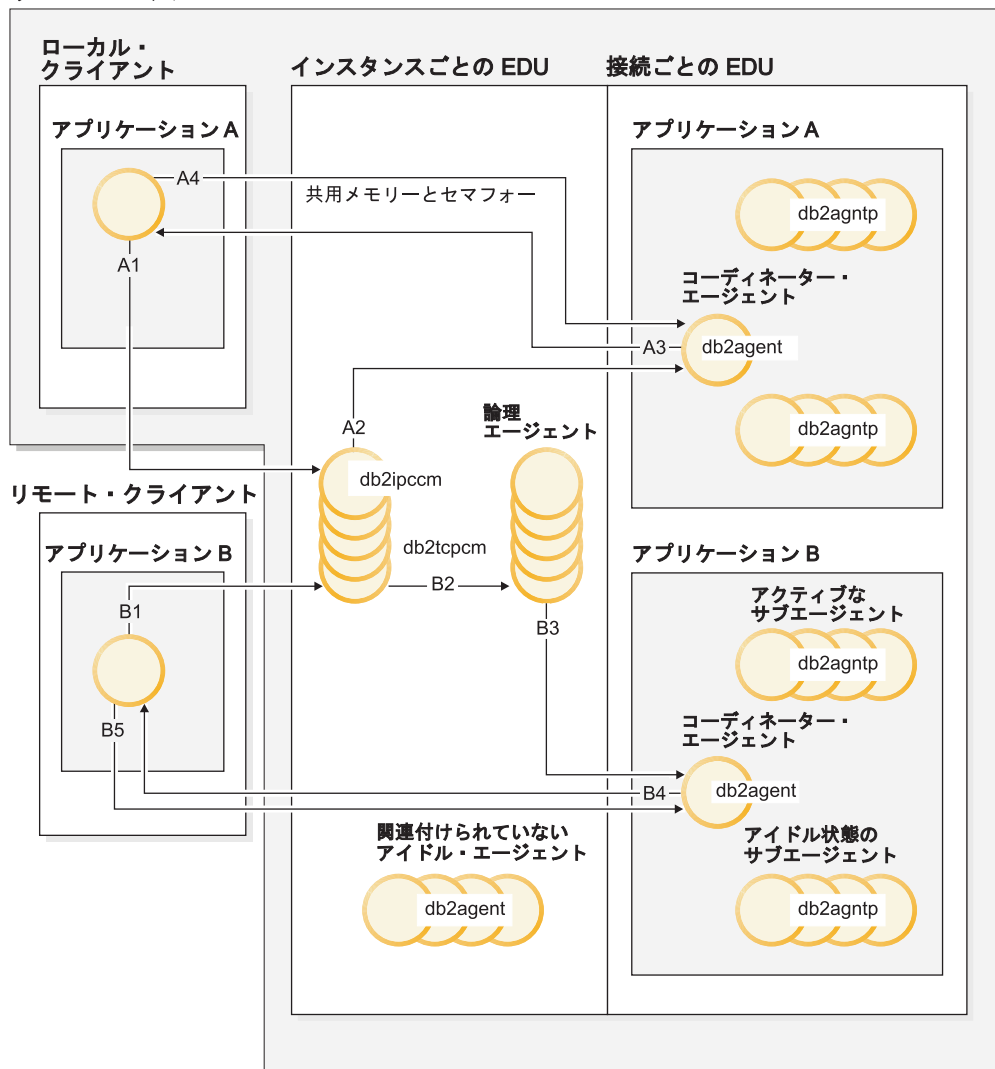 ローカル・
クライアント
アプリケーション A
A4
A1
インスタンスごとの EDU
共用メモリーとセマフォー
A2
db2ipccm
論理
エージェント
db2tcpcm
B2
B3
関連付けられていない
アイドル・エージェント
db2agent
接続ごとの EDU
アプリケーション A
db2agntp
コーディネーター・
エージェント
A3
db2agent
db2agntp
リモート・クライアント
アプリケーション B
B1
B5
アプリケーション B
アクティブな
サブエージェント
db2agntp
コーディネーター・
エージェント
B4
db2agent
アイドル状態の
サブエージェント
db2agntp